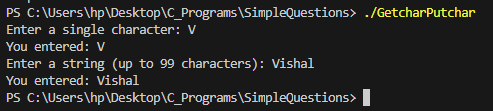 PS C:\Users\hp\Desktop\C_Programs\SimpleQuestions> ./GetcharPutchar
Enter a single character: V
You entered: V
Enter a string (up to 99 characters): Vishal
You entered: Vishal
PS C:\Users\hp\Desktop\C_Programs\SimpleQuestions>